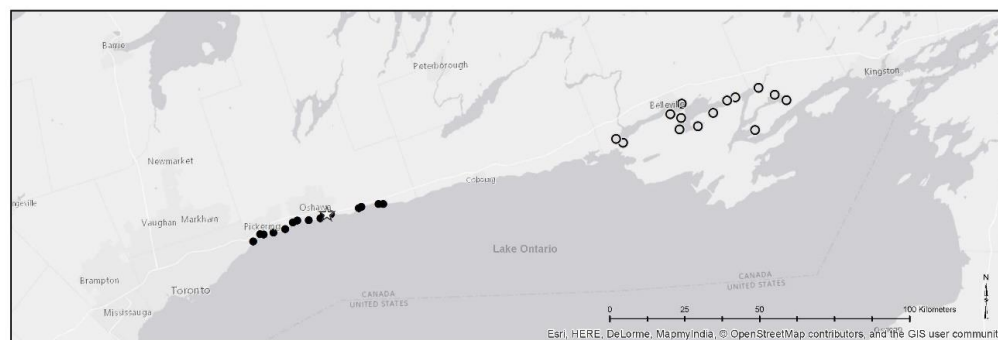 Barrie
Peterborough
Kingston
Belleville
Newmarket
Cobourg
ngeville
Oshawa
Vaughan Markham
Pickering
Lake Ontario
Brampton
Toronto
CANADA
UNITED STATES
CANADA
UNITED STATES
Mississauga
0 25 50 100 Kilometers
N
Esri, HERE, DeLorme, MapmyIndia, © OpenStreetMap contributors, and the GIS user communit